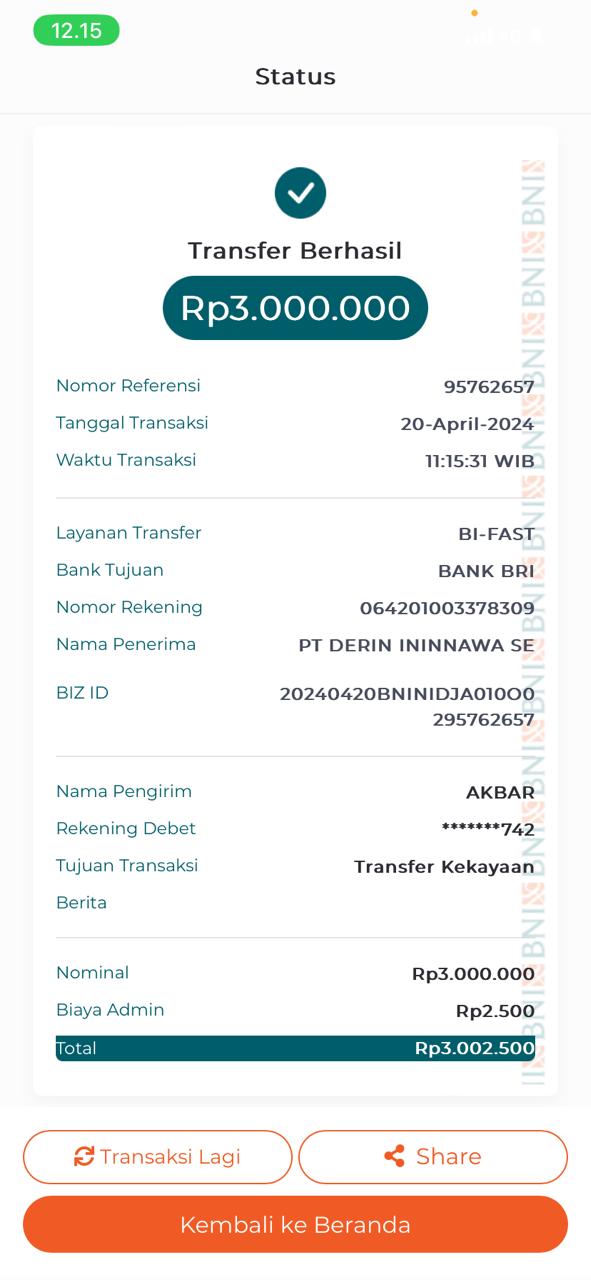 12.15
Status
Transfer Berhasil
Rp3.000.000
Nomor Referensi 95762657
Tanggal Transaksi 20-April-2024
Waktu Transaksi 11:15:31 WIB
Layanan Transfer BI-FAST
Bank Tujuan BANK BRI
Nomor Rekening 064201003378309
Nama Penerima PT DERIN ININNAWA SE
BIZ ID 20240420BNINIDJA010O0
295762657
Nama Pengirim AKBAR
Rekening Debet *******742
Tujuan Transaksi Transfer Kekayaan
Berita
Nominal Rp3.000.000
Biaya Admin Rp2.500
Total Rp3.002.500
Transaksi Lagi
Share
Kembali ke Beranda
BNI BNI BNI BNI BNI BNI BNI BNI BNI BNI BNI